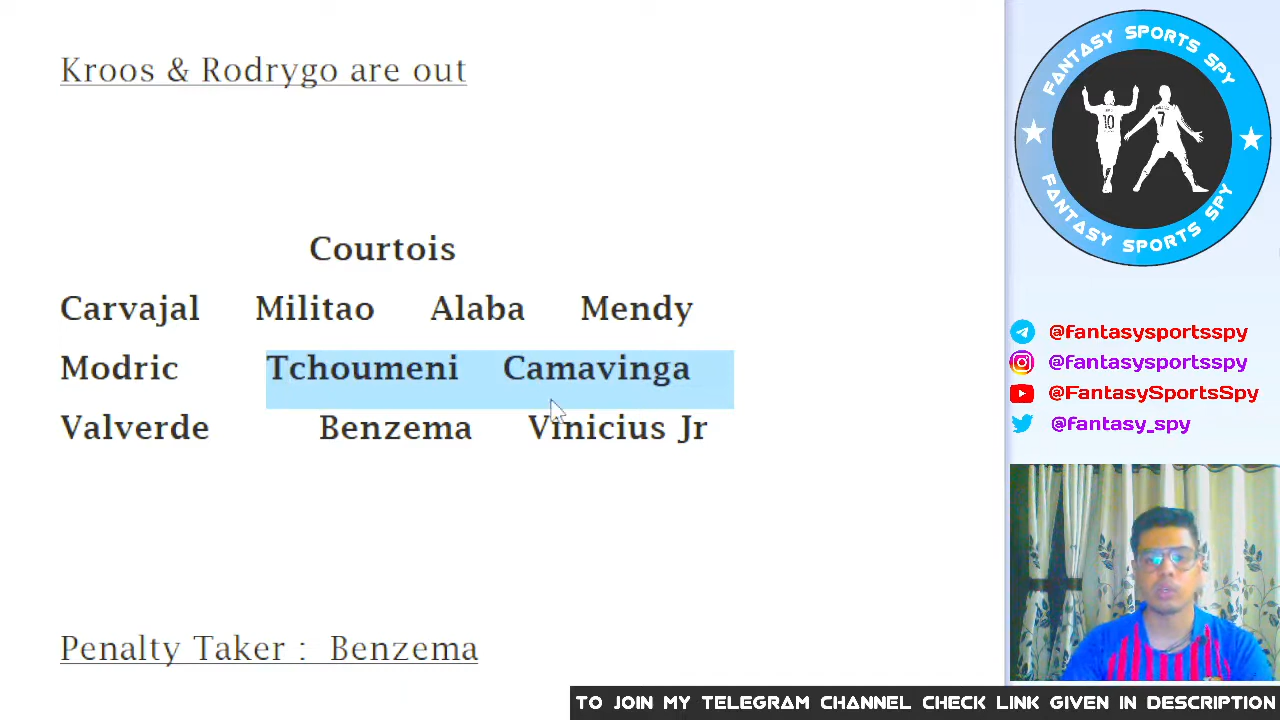 Kroos & Rodrygo are out
Courtois
Carvajal Militao Alaba Mendy
Modric Tchoumeni Camavinga
Valverde Benzema Vinicius Jr
Penalty Taker : Benzema
FANTASY SPORTS SPY
10 7
FANTASY SPORTS SPY
@fantasysportsspy
@fantasysportsspy
@FantasySportsSpy
@fantasy_spy
TO JOIN MY TELEGRAM CHANNEL CHECK LINK GIVEN IN DESCRIPTION